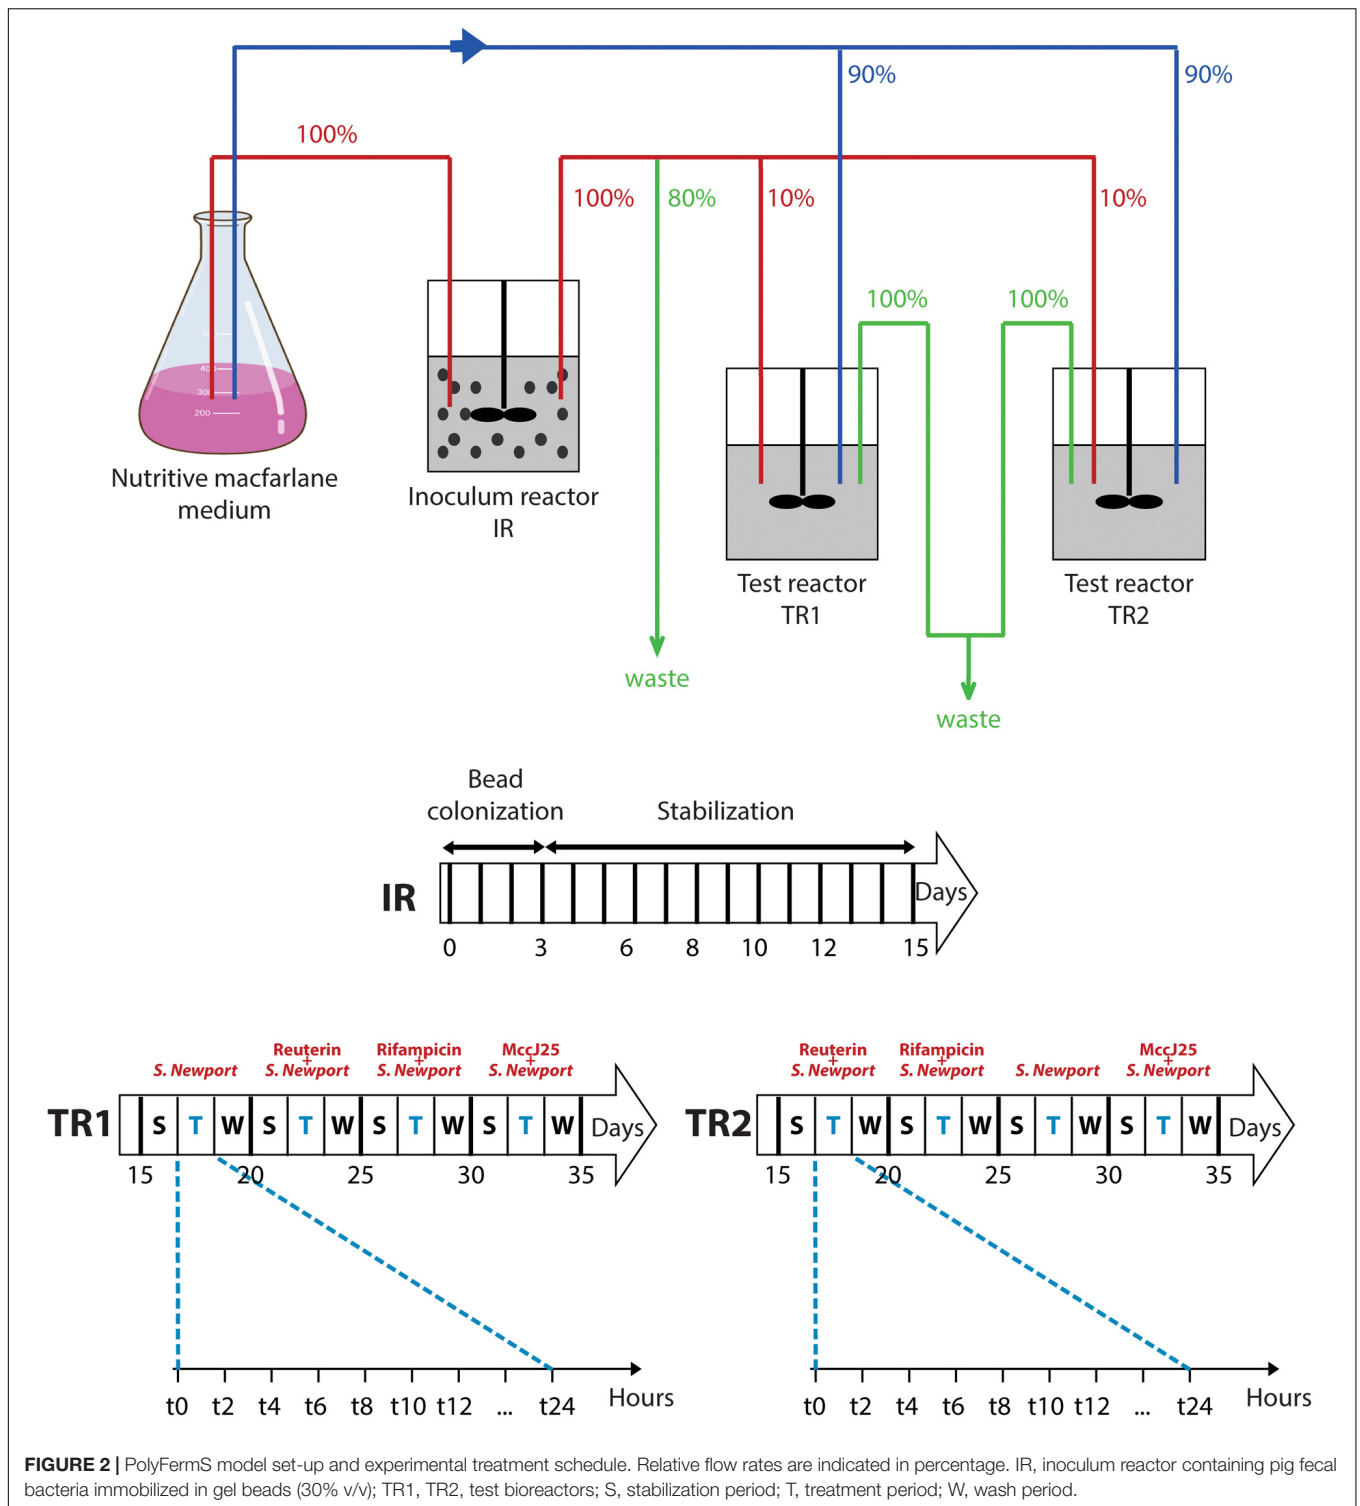 90%
90%
100%
100%
80%
10%
10%
100%
100%
500
400
300
200
Nutritive macfarlane
medium
Inoculum reactor
IR
Test reactor
TR1
Test reactor
TR2
waste
waste
Bead
colonization
Stabilization
IR
Days
0 3 6 8 10 12 15
S. Newport
Reuterin
+
S. Newport
Rifampicin
+
S. Newport
MccJ25
+
S. Newport
TR1
S T W S T W S T W S T W Days
15 20 25 30 35
t0 t2 t4 t6 t8 t10 t12 ... t24 Hours
Reuterin
+
S. Newport
Rifampicin
+
S. Newport
S. Newport
MccJ25
+
S. Newport
TR2
S T W S T W S T W S T W Days
15 20 25 30 35
t0 t2 t4 t6 t8 t10 t12 ... t24 Hours
FIGURE 2 | PolyFermS model set-up and experimental treatment schedule. Relative flow rates are indicated in percentage. IR, inoculum reactor containing pig fecal
bacteria immobilized in gel beads (30% v/v); TR1, TR2, test bioreactors; S, stabilization period; T, treatment period; W, wash period.